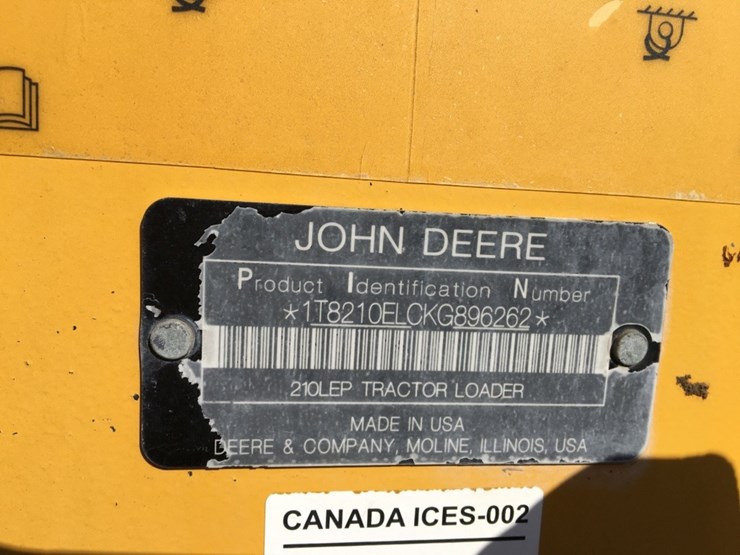 JOHN DEERE
Product Identification Number
*1T8210ELCKG896262*
210LEP TRACTOR LOADER
MADE IN USA
DEERE & COMPANY, MOLINE, ILLINOIS, USA
CANADA ICES-002